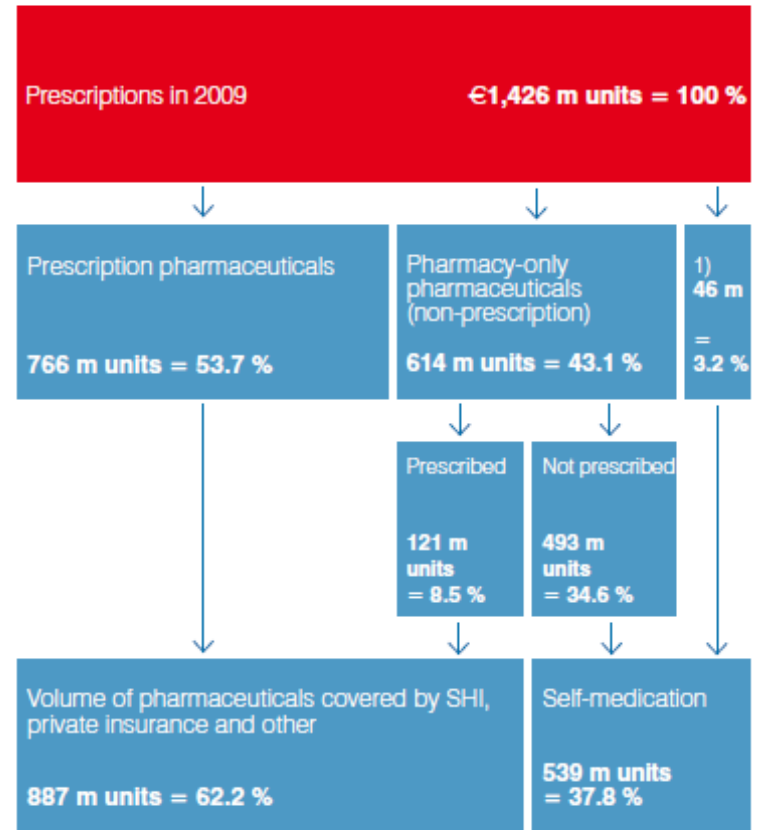 Prescriptions in 2009 €1,426 m units = 100 %
Prescription pharmaceuticals
766 m units = 53.7 %
Pharmacy-only
pharmaceuticals
(non-prescription)
614 m units = 43.1 %
1)
46 m
=
3.2 %
Prescribed
121 m
units
= 8.5 %
Not prescribed
493 m
units
= 34.6 %
Volume of pharmaceuticals covered by SHI,
private insurance and other
887 m units = 62.2 %
Self-medication
539 m units
= 37.8 %